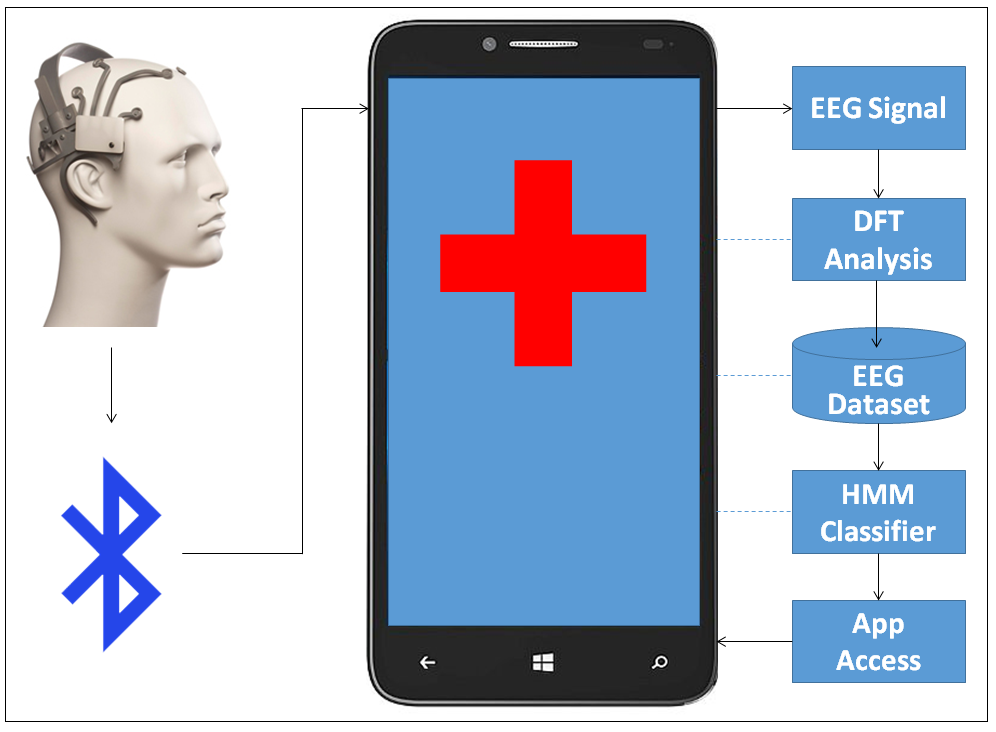 EEG Signal
DFT
Analysis
EEG
Dataset
HMM
Classifier
App
Access